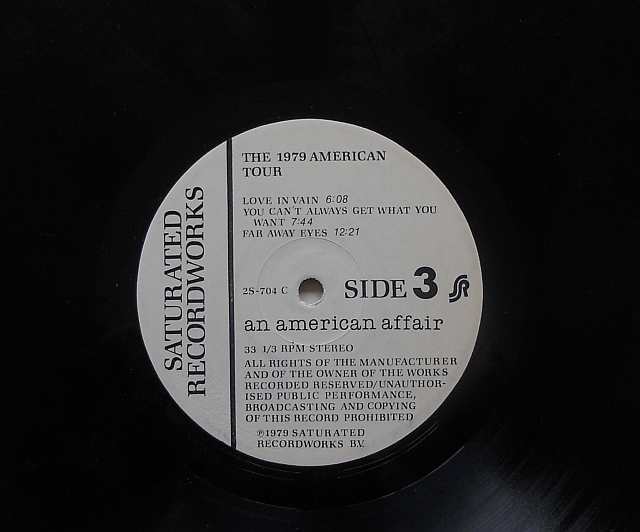 SATURATED
RECORDWORKS
THE 1979 AMERICAN
TOUR
LOVE IN VAIN 6:08
YOU CAN'T ALWAYS GET WHAT YOU
WANT 7:44
FAR AWAY EYES 12:21
2S-704 C
SIDE 3 SR
an american affair
33 1/3 RPM STEREO
ALL RIGHTS OF THE MANUFACTURER
AND OF THE OWNER OF THE WORKS
RECORDED RESERVED/UNAUTHOR-
ISED PUBLIC PERFORMANCE,
BROADCASTING AND COPYING
OF THIS RECORD PROHIBITED
℗1979 SATURATED
RECORDWORKS B.V.